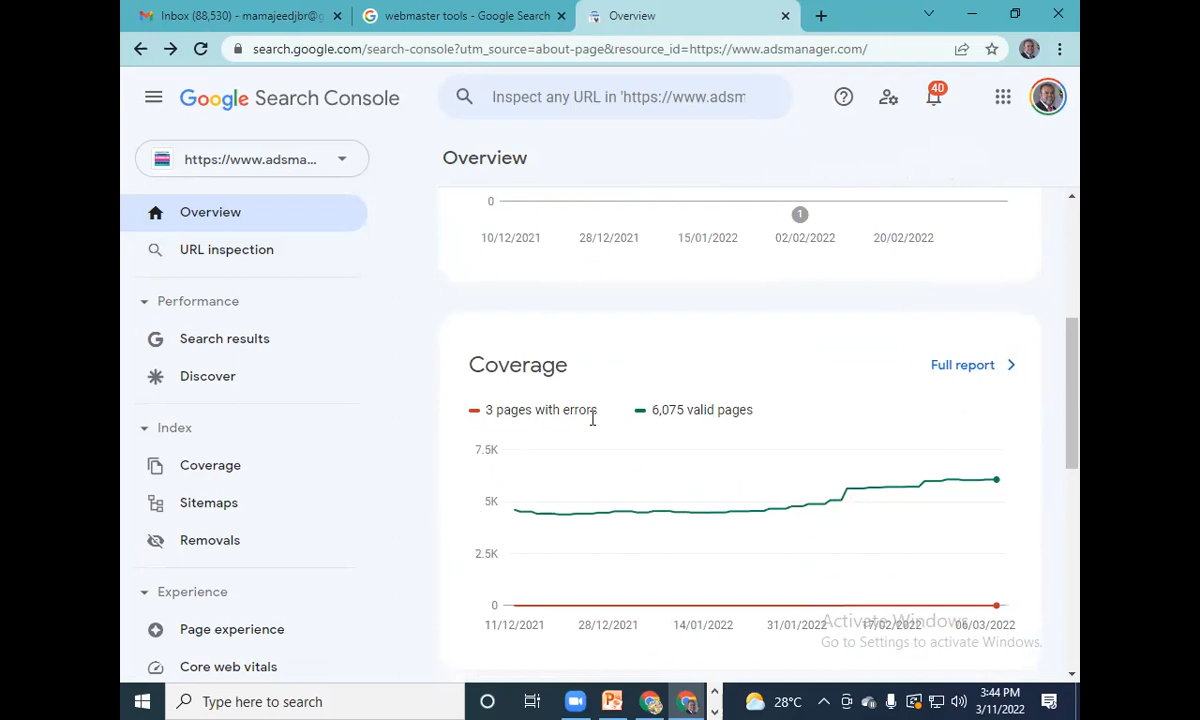 Inbox (88,530) - mamajeedjbr@g
webmaster tools - Google Search
Overview
search.google.com/search-console?utm_source=about-page&resource_id=https://www.adsmanager.com/
Google Search Console
Inspect any URL in 'https://www.adsm
40
https://www.adsma...
Overview
Overview
URL inspection
Performance
Search results
Discover
Index
Coverage
Sitemaps
Removals
Experience
Page experience
Core web vitals
0
1
10/12/2021 28/12/2021 15/01/2022 02/02/2022 20/02/2022
Coverage
Full report
3 pages with errors 6,075 valid pages
7.5K
5K
2.5K
0
11/12/2021 28/12/2021 14/01/2022 31/01/2022 17/02/2022 06/03/2022
Activate Windows
Go to Settings to activate Windows.
Type here to search
28°C
3:44 PM
3/11/2022